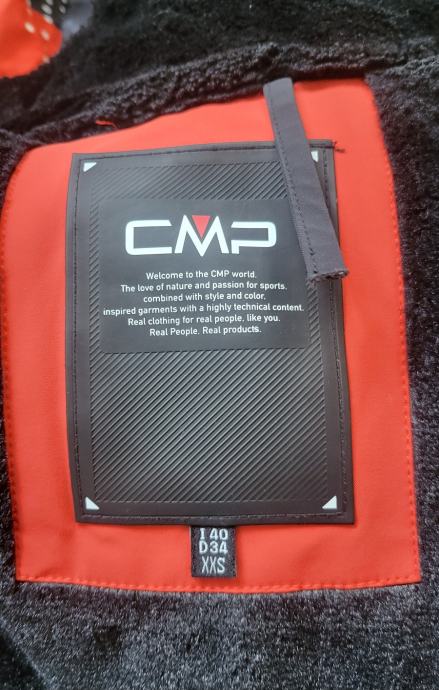 CMP
Welcome to the CMP world.
The love of nature and passion for sports,
combined with style and color,
inspired garments with a highly technical content.
Real clothing for real people, like you.
Real People. Real products.
I 40
D34
XXS